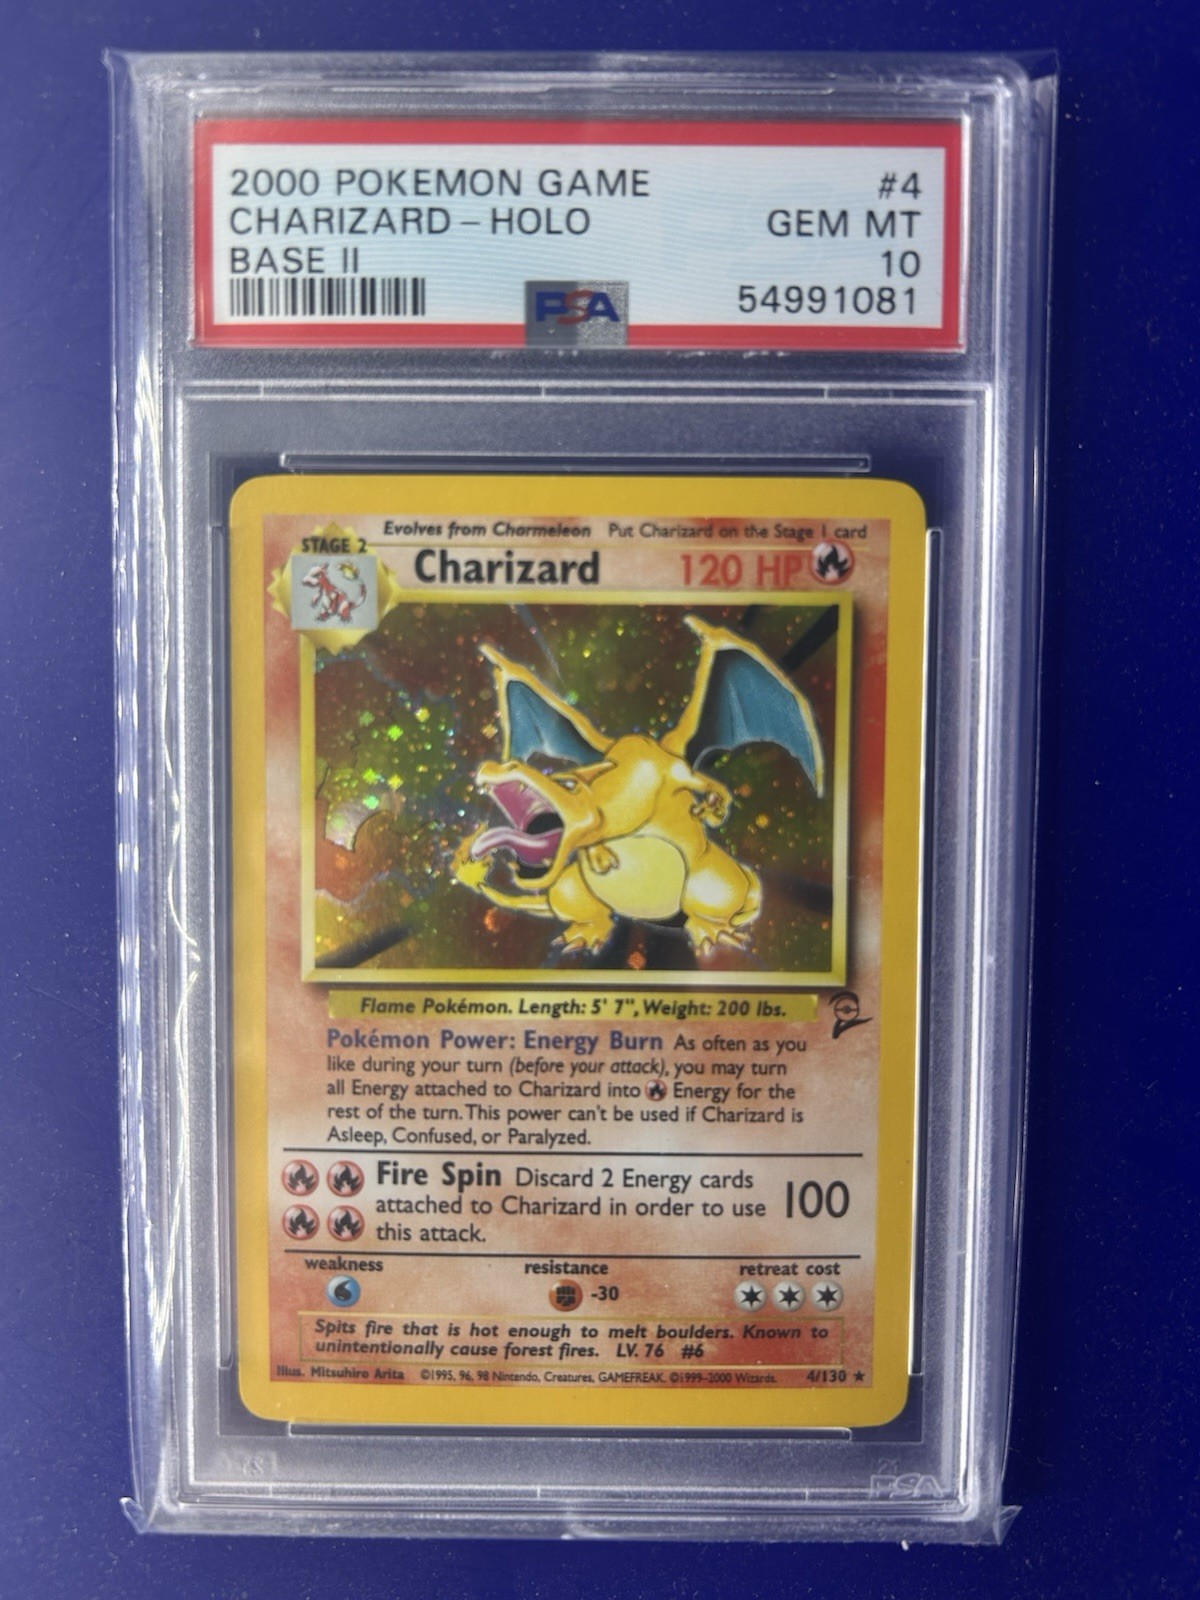 2000 POKEMON GAME #4
CHARIZARD - HOLO GEM MT
BASE II 10
PSA 54991081
Evolves from Charmeleon Put Charizard on the Stage 1 card
STAGE 2
Charizard 120 HP
Flame Pokémon. Length: 5' 7", Weight: 200 lbs.
Pokémon Power: Energy Burn As often as you
like during your turn (before your attack), you may turn
all Energy attached to Charizard into Energy for the
rest of the turn. This power can't be used if Charizard is
Asleep, Confused, or Paralyzed.
Fire Spin Discard 2 Energy cards
attached to Charizard in order to use 100
this attack.
weakness resistance retreat cost
-30
Spits fire that is hot enough to melt boulders. Known to
unintentionally cause forest fires. LV. 76 #6
Illus. Mitsuhiro Arita ©1995, 96, 98 Nintendo, Creatures, GAMEFREAK. ©1999-2000 Wizards. 4/130 ★
PSA